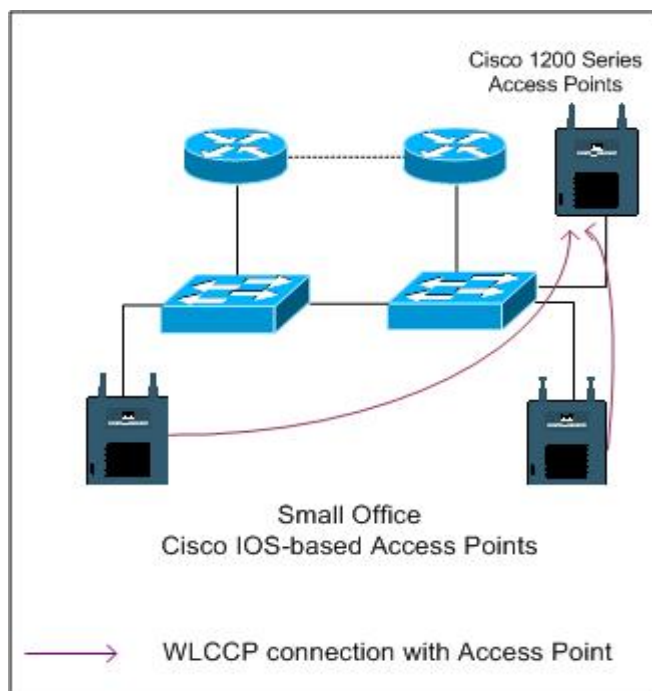 Cisco 1200 Series
Access Points
Small Office
Cisco IOS-based Access Points
WLCCP connection with Access Point